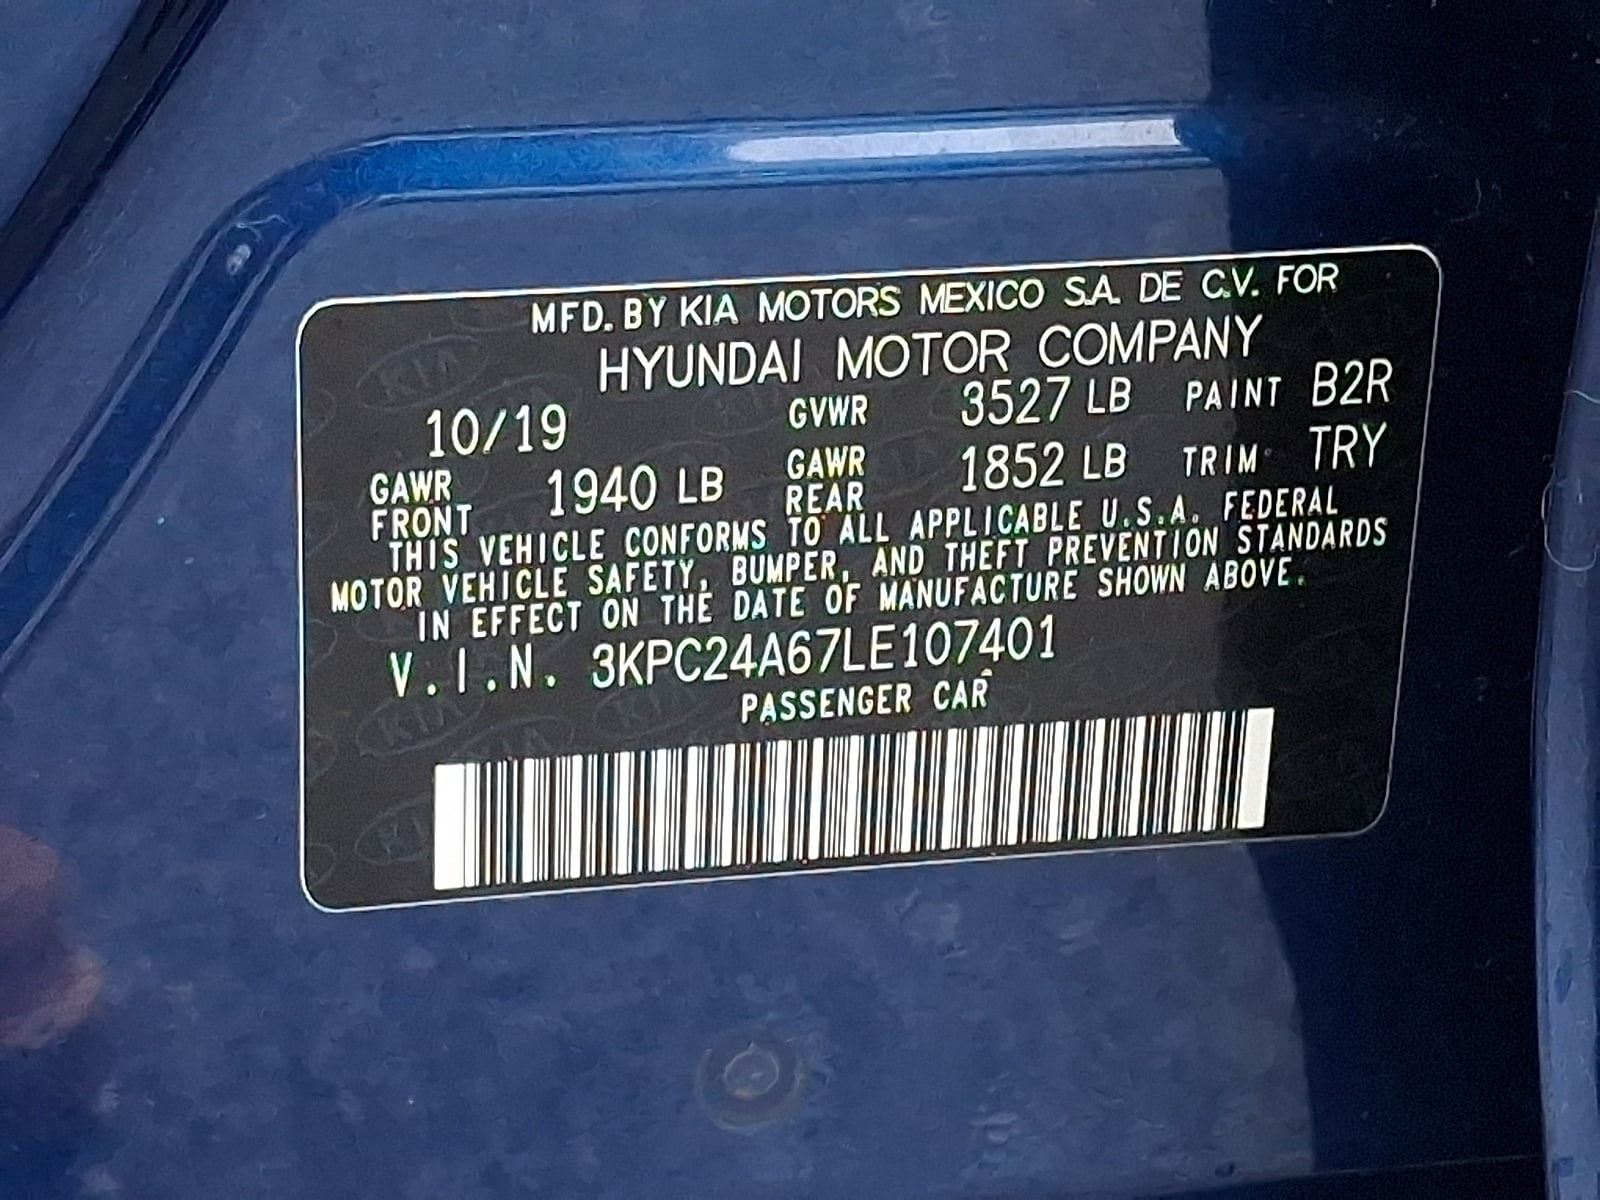 MFD. BY KIA MOTORS MEXICO S.A. DE C.V. FOR
HYUNDAI MOTOR COMPANY
10/19 GVWR 3527 LB PAINT B2R
GAWR FRONT 1940 LB GAWR REAR 1852 LB TRIM TRY
THIS VEHICLE CONFORMS TO ALL APPLICABLE U.S.A. FEDERAL
MOTOR VEHICLE SAFETY, BUMPER, AND THEFT PREVENTION STANDARDS
IN EFFECT ON THE DATE OF MANUFACTURE SHOWN ABOVE.
V.I.N. 3KPC24A67LE107401
PASSENGER CAR
KIA